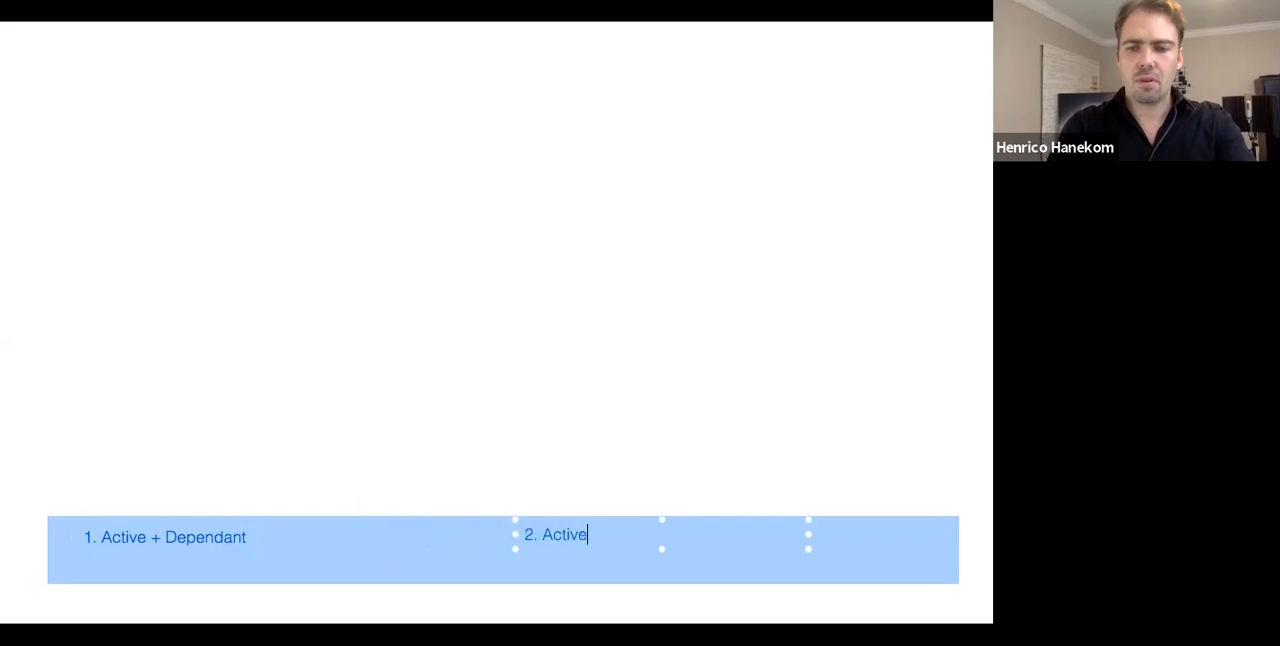 Henrico Hanekom
1. Active + Dependant
2. Active